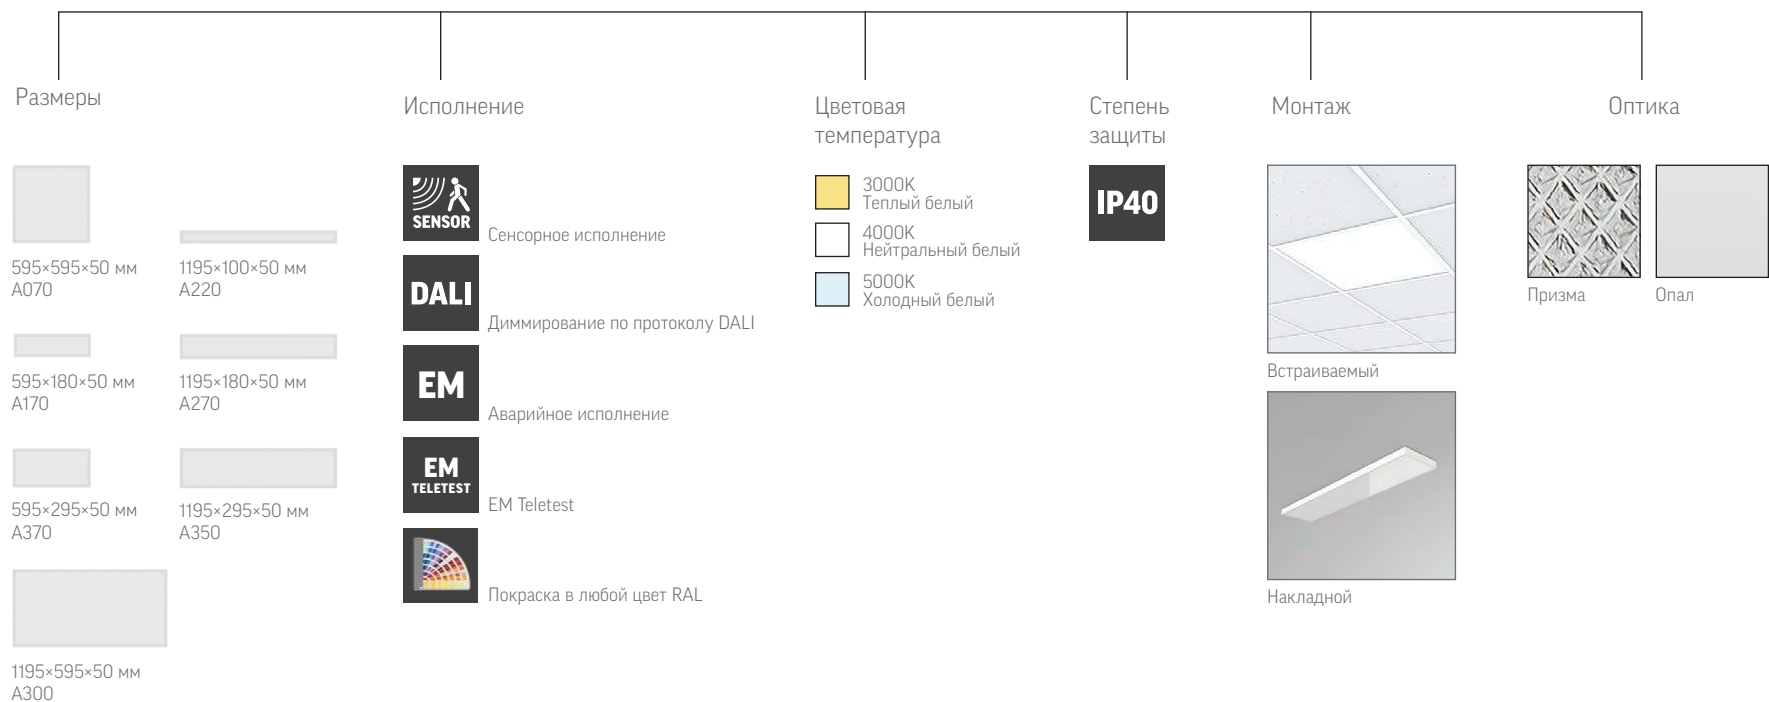 Размеры
595×595×50 мм
A070
1195×100×50 мм
A220
595×180×50 мм
A170
1195×180×50 мм
A270
595×295×50 мм
A370
1195×295×50 мм
A350
1195×595×50 мм
A300
Исполнение
SENSOR
Сенсорное исполнение
DALI
Диммирование по протоколу DALI
EM
Аварийное исполнение
EM
TELETEST
EM Teletest
Покраска в любой цвет RAL
Цветовая
температура
3000K
Теплый белый
4000K
Нейтральный белый
5000K
Холодный белый
Степень
защиты
IP40
Монтаж
Встраиваемый
Накладной
Оптика
Призма
Опал